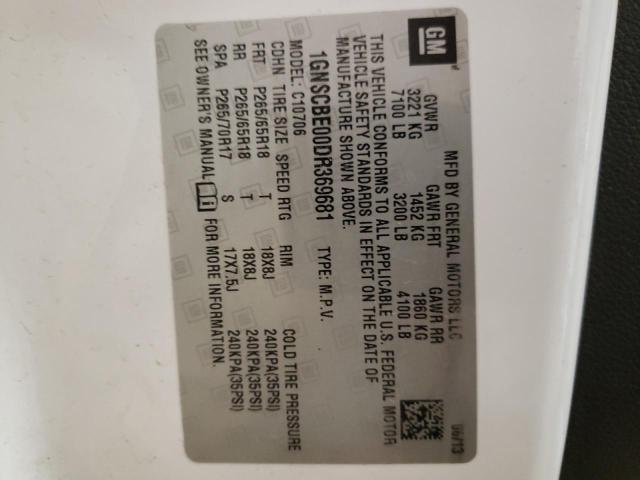 GM
MFD BY GENERAL MOTORS LLC 06/13
GVWR GAWR FRT GAWR RR
3221 KG 1452 KG 1860 KG
7100 LB 3200 LB 4100 LB
THIS VEHICLE CONFORMS TO ALL APPLICABLE U.S. FEDERAL MOTOR
VEHICLE SAFETY STANDARDS IN EFFECT ON THE DATE OF
MANUFACTURE SHOWN ABOVE.
1GNSCBE00DR369681 TYPE: M.P.V.
MODEL: C10706
CDHN TIRE SIZE SPEED RTG RIM COLD TIRE PRESSURE
FRT P265/65R18 T 18X8J 240KPA(35PSI)
RR P265/65R18 T 18X8J 240KPA(35PSI)
SPA P265/70R17 S 17X7.5J 240KPA(35PSI)
SEE OWNER'S MANUAL FOR MORE INFORMATION.